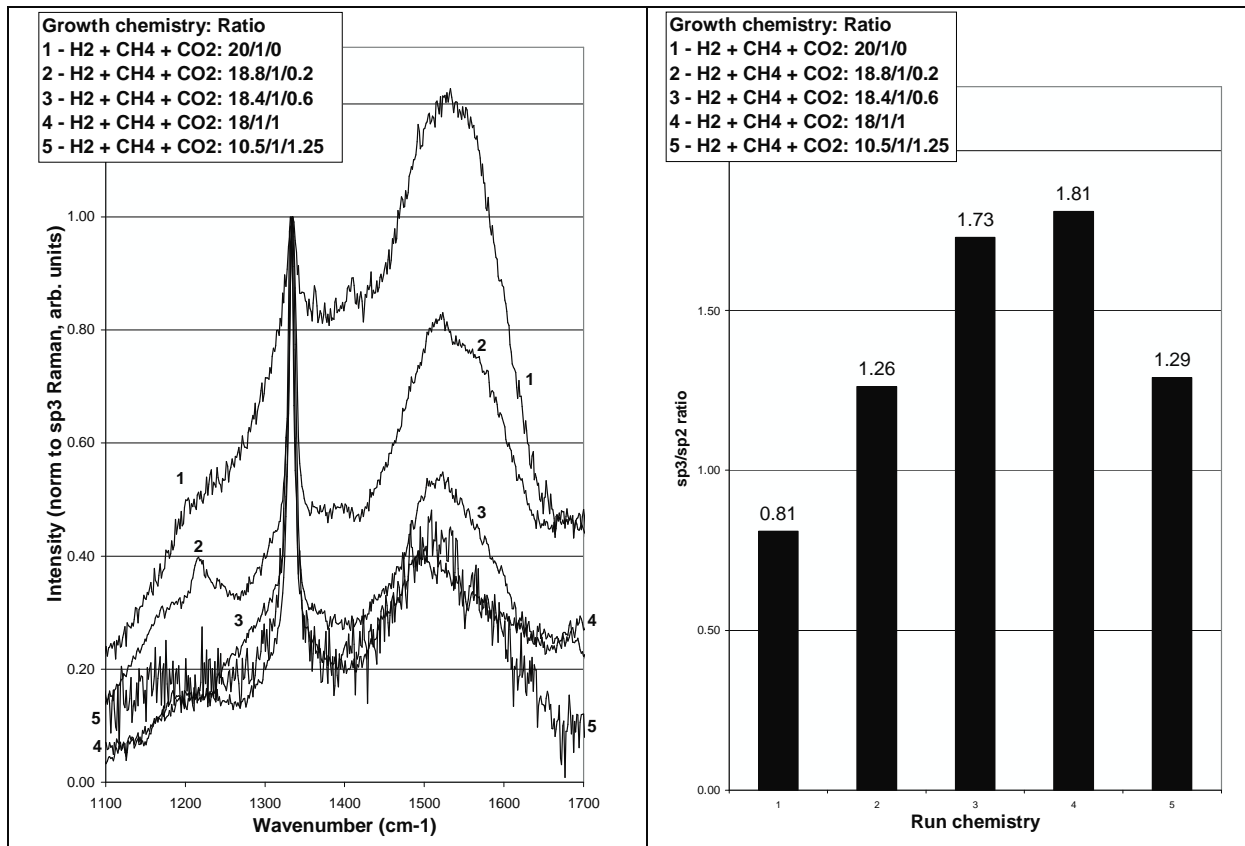 Growth chemistry: Ratio
1 - H2 + CH4 + CO2: 20/1/0
2 - H2 + CH4 + CO2: 18.8/1/0.2
3 - H2 + CH4 + CO2: 18.4/1/0.6
4 - H2 + CH4 + CO2: 18/1/1
5 - H2 + CH4 + CO2: 10.5/1/1.25
Intensity (norm to sp3 Raman, arb. units)
1.00
0.80
0.60
0.40
0.20
0.00
1
2
3
5
4
2
1
3
4
5
1100
1200
1300
1400
1500
1600
1700
Wavenumber (cm-1)
Growth chemistry: Ratio
1 - H2 + CH4 + CO2: 20/1/0
2 - H2 + CH4 + CO2: 18.8/1/0.2
3 - H2 + CH4 + CO2: 18.4/1/0.6
4 - H2 + CH4 + CO2: 18/1/1
5 - H2 + CH4 + CO2: 10.5/1/1.25
sp3/sp2 ratio
1.50
1.00
0.50
0.00
0.81
1.26
1.73
1.81
1.29
1
2
3
4
5
Run chemistry